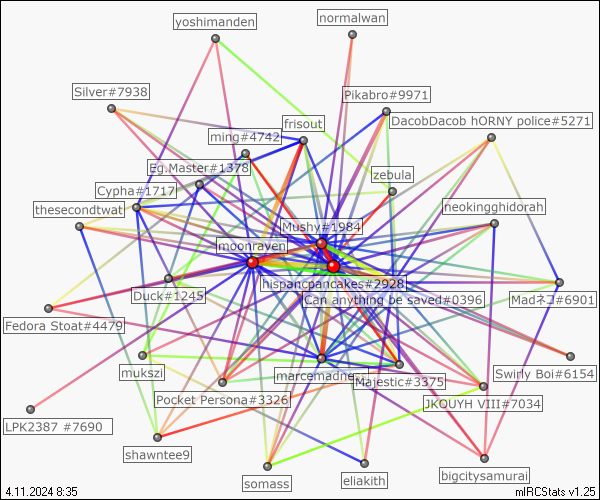 yoshimanden
normalwan
Silver#7938
Pikabro#9971
DacobDacob hORNY police#5271
frisout
ming#4742
Eg.Master#1378
zebula
Cypha#1717
thesecondtwat
neokingghidorah
Mushy#1984
moonraven
hispancpancakes#2928
Duck#1245
Can anything be saved#0396
Madネコ#6901
Fedora Stoat#4479
mukszi
marcemadness
Majestic#3375
Swirly Boi#6154
Pocket Persona#3326
JKOUYH VIII#7034
LPK2387 #7690
shawntee9
somass
eliakith
bigcitysamurai
4.11.2024 8:35
mIRCStats v1.25